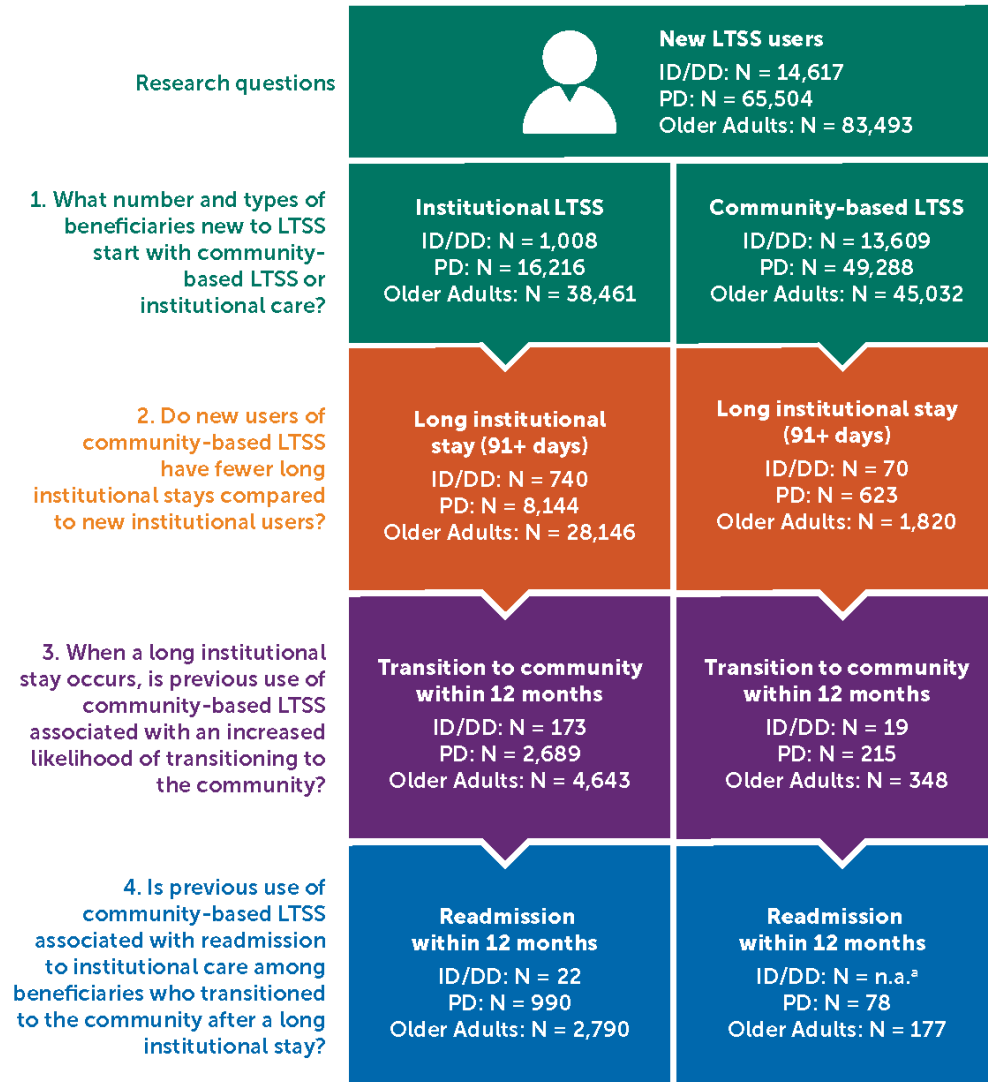 Research questions
New LTSS users
ID/DD: N = 14,617
PD: N = 65,504
Older Adults: N = 83,493
1. What number and types of
beneficiaries new to LTSS
start with community-
based LTSS or
institutional care?
Institutional LTSS
ID/DD: N = 1,008
PD: N = 16,216
Older Adults: N = 38,461
Community-based LTSS
ID/DD: N = 13,609
PD: N = 49,288
Older Adults: N = 45,032
2. Do new users of
community-based LTSS
have fewer long
institutional stays compared
to new institutional users?
Long institutional
stay (91+ days)
ID/DD: N = 740
PD: N = 8,144
Older Adults: N = 28,146
Long institutional stay
(91+ days)
ID/DD: N = 70
PD: N = 623
Older Adults: N = 1,820
3. When a long institutional
stay occurs, is previous use of
community-based LTSS
associated with an increased
likelihood of transitioning to
the community?
Transition to community
within 12 months
ID/DD: N = 173
PD: N = 2,689
Older Adults: N = 4,643
Transition to community
within 12 months
ID/DD: N = 19
PD: N = 215
Older Adults: N = 348
4. Is previous use of
community-based LTSS
associated with readmission
to institutional care among
beneficiaries who transitioned
to the community after a long
institutional stay?
Readmission
within 12 months
ID/DD: N = 22
PD: N = 990
Older Adults: N = 2,790
Readmission
within 12 months
ID/DD: N = n.a.ᵃ
PD: N = 78
Older Adults: N = 177